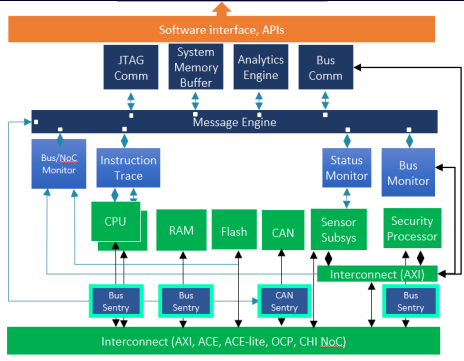 Software interface, APIs
JTAG
Comm
System
Memory
Buffer
Analytics
Engine
Bus
Comm
Message Engine
Bus/NoC
Monitor
Instruction
Trace
Status
Monitor
Bus
Monitor
CPU
RAM
Flash
CAN
Sensor
Subsys
Security
Processor
Interconnect (AXI)
Bus
Sentry
Bus
Sentry
CAN
Sentry
Bus
Sentry
Interconnect (AXI, ACE, ACE-lite, OCP, CHI NoC)